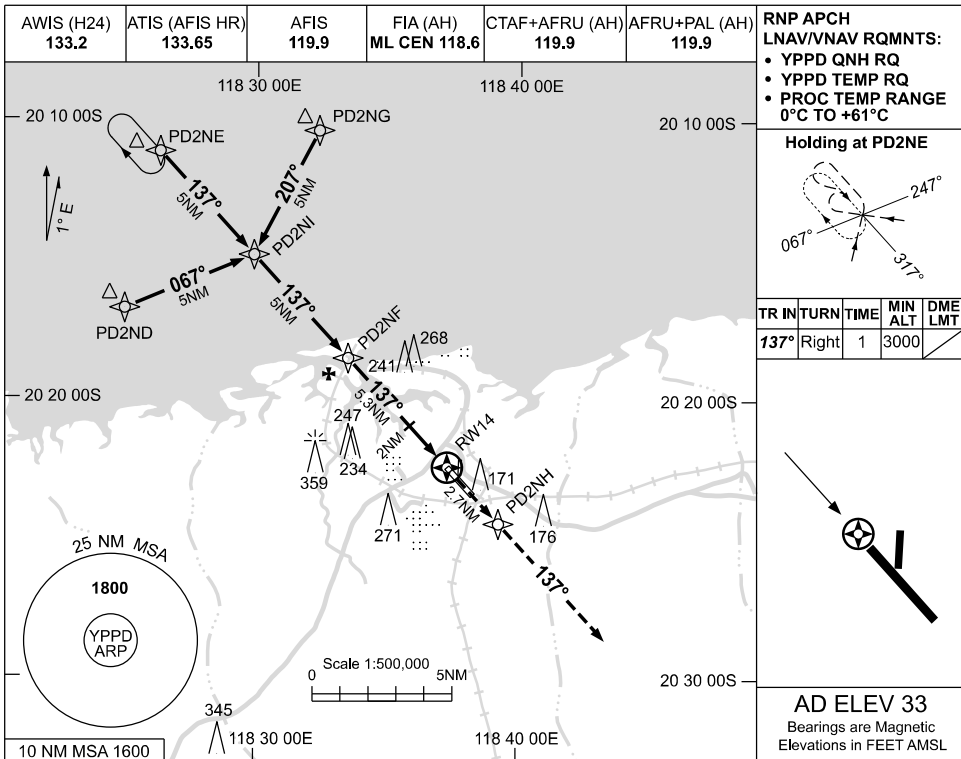 AWIS (H24)
133.2
ATIS (AFIS HR)
133.65
AFIS
119.9
FIA (AH)
ML CEN 118.6
CTAF+AFRU (AH)
119.9
AFRU+PAL (AH)
119.9
RNP APCH
LNAV/VNAV RQMNTS:
• YPPD QNH RQ
• YPPD TEMP RQ
• PROC TEMP RANGE
0°C TO +61°C
118 30 00E
118 40 00E
20 10 00S
20 10 00S
PD2NE
PD2NG
137°
5NM
207°
5NM
1° E
PD2NI
067°
5NM
PD2ND
137°
5NM
PD2NF
241
268
20 20 00S
20 20 00S
137°
5.3NM
2NM
247
234
359
RW14
171
2.7NM
PD2NH
271
176
137°
25 NM MSA
1800
YPPD
ARP
Scale 1:500,000
0
5NM
20 30 00S
345
118 30 00E
118 40 00E
10 NM MSA 1600
Holding at PD2NE
247°
067°
317°
TR IN
TURN
TIME
MIN
ALT
DME
LMT
137°
Right
1
3000
AD ELEV 33
Bearings are Magnetic
Elevations in FEET AMSL